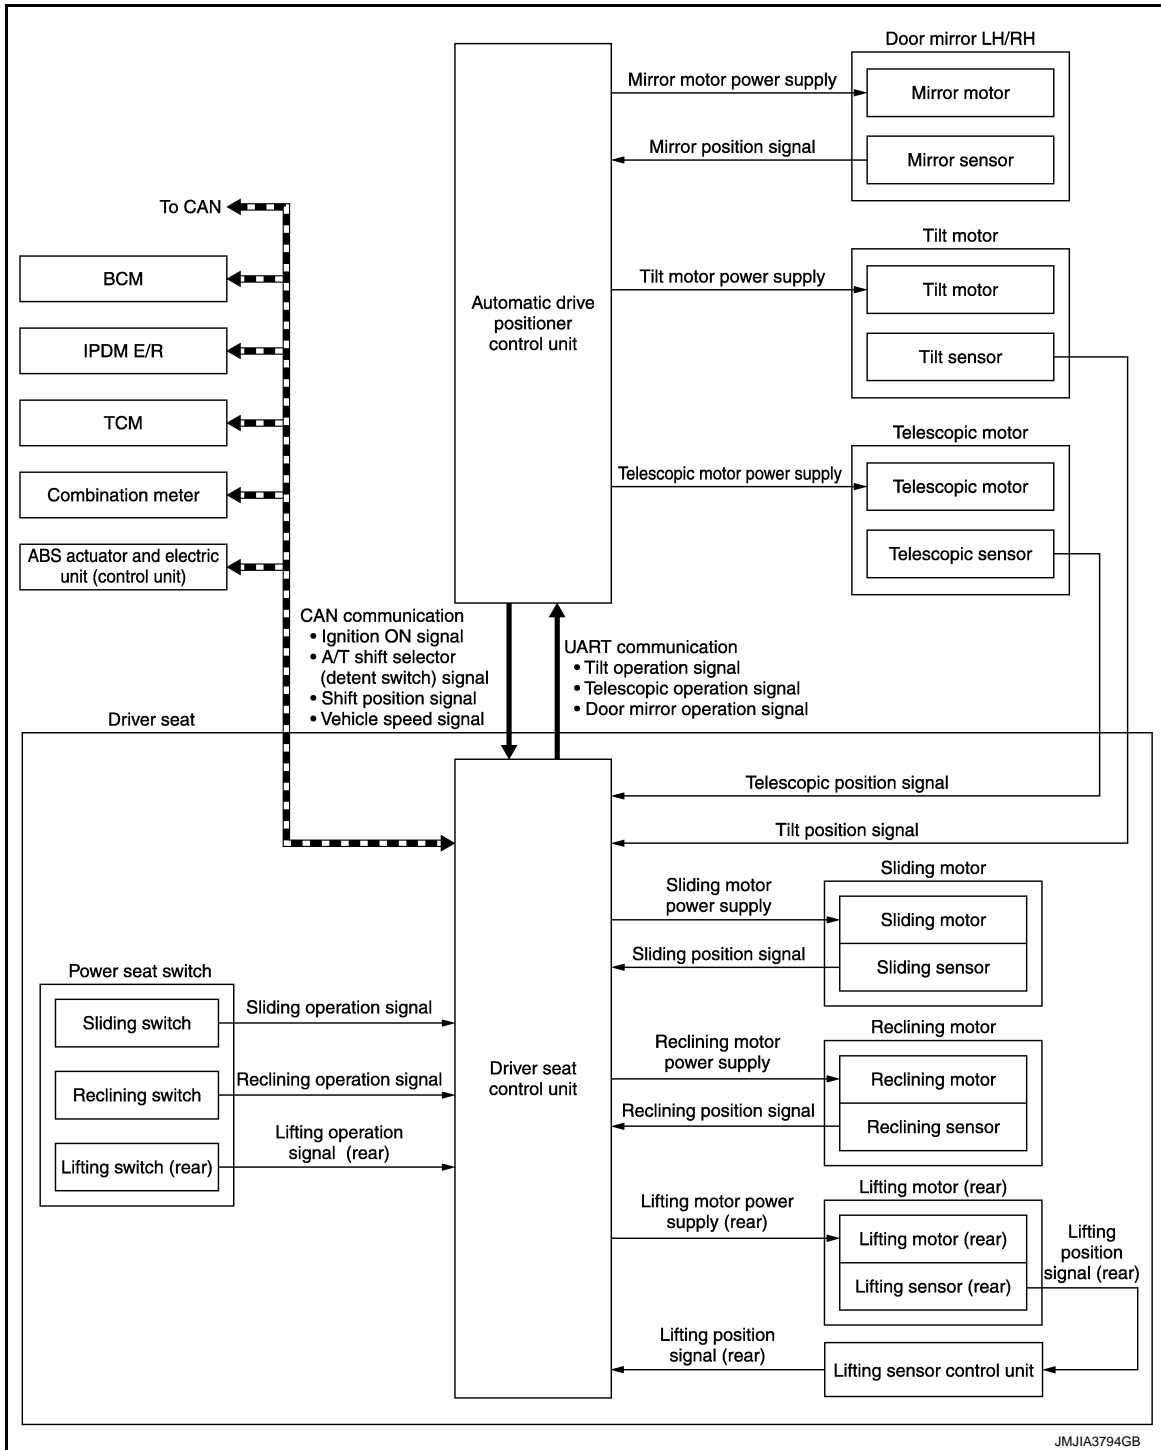 Door mirror LH/RH
Mirror motor power supply
Mirror motor
Mirror position signal
Mirror sensor
To CAN
BCM
IPDM E/R
TCM
Combination meter
ABS actuator and electric
unit (control unit)
Automatic drive
positioner
control unit
Tilt motor
Tilt motor power supply
Tilt motor
Tilt sensor
Telescopic motor
Telescopic motor power supply
Telescopic motor
Telescopic sensor
CAN communication
• Ignition ON signal
• A/T shift selector
(detent switch) signal
• Shift position signal
• Vehicle speed signal
UART communication
• Tilt operation signal
• Telescopic operation signal
• Door mirror operation signal
Driver seat
Telescopic position signal
Tilt position signal
Sliding motor
Sliding motor
power supply
Sliding motor
Sliding position signal
Sliding sensor
Power seat switch
Sliding switch
Sliding operation signal
Reclining switch
Reclining operation signal
Lifting switch (rear)
Lifting operation
signal (rear)
Driver seat
control unit
Reclining motor
Reclining motor
power supply
Reclining motor
Reclining position signal
Reclining sensor
Lifting motor (rear)
Lifting motor power
supply (rear)
Lifting motor (rear)
Lifting sensor (rear)
Lifting
position
signal (rear)
Lifting position
signal (rear)
Lifting sensor control unit
JMJIA3794GB